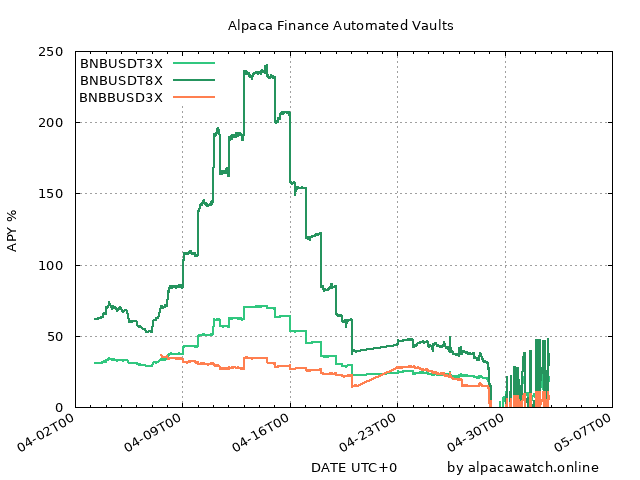 Alpaca Finance Automated Vaults
250
200
150
100
50
0
APY %
BNBUSDT3X
BNBUSDT8X
BNBBUSD3X
04-02T00
04-09T00
04-16T00
04-23T00
04-30T00
05-07T00
DATE UTC+0
by alpacawatch.online